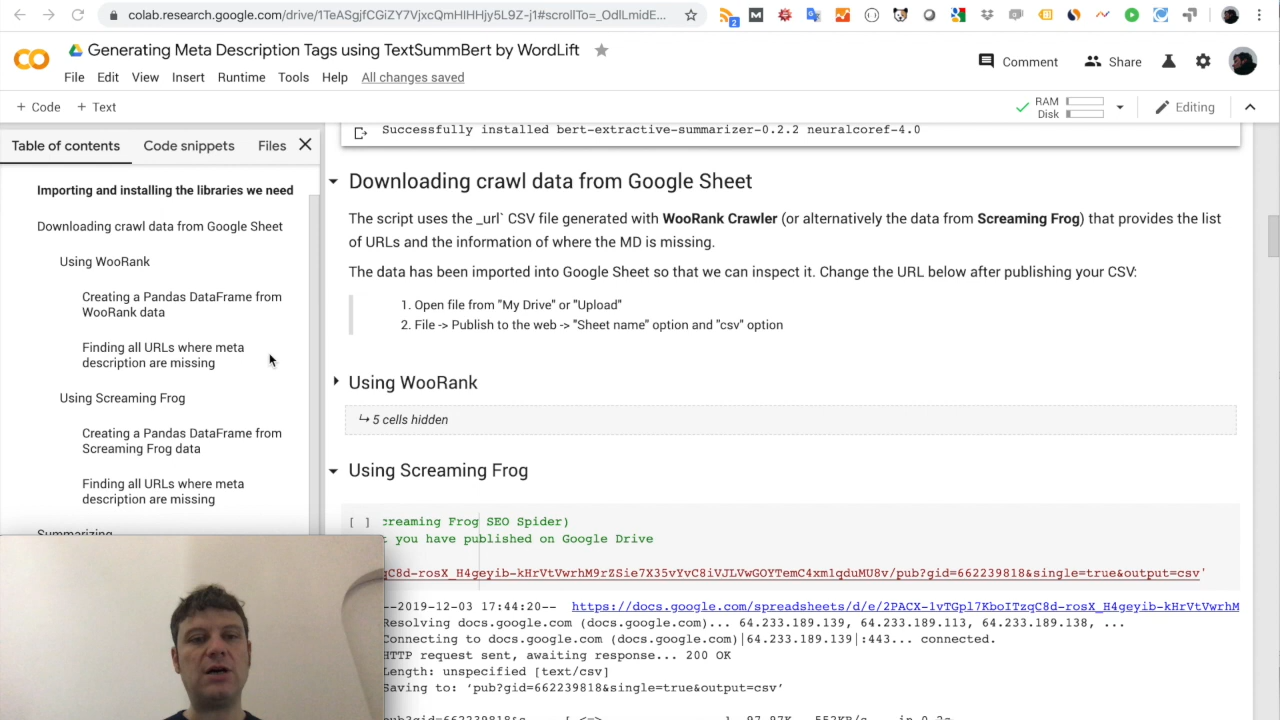 colab.research.google.com/drive/1TeASgjfCGiZY7VjxcQmHIHHjy5L9Z-j1#scrollTo=_OdlLmidE...
2
Generating Meta Description Tags using TextSummBert by WordLift
File Edit View Insert Runtime Tools Help All changes saved
Comment Share
+ Code + Text
RAM
Disk
Editing
Table of contents Code snippets Files
Importing and installing the libraries we need
Downloading crawl data from Google Sheet
Using WooRank
Creating a Pandas DataFrame from
WooRank data
Finding all URLs where meta
description are missing
Using Screaming Frog
Creating a Pandas DataFrame from
Screaming Frog data
Finding all URLs where meta
description are missing
Summarizing
Successfully installed bert-extractive-summarizer-0.2.2 neuralcoref-4.0
Downloading crawl data from Google Sheet
The script uses the _url` CSV file generated with WooRank Crawler (or alternatively the data from Screaming Frog) that provides the list
of URLs and the information of where the MD is missing.
The data has been imported into Google Sheet so that we can inspect it. Change the URL below after publishing your CSV:
1. Open file from "My Drive" or "Upload"
2. File -> Publish to the web -> "Sheet name" option and "csv" option
Using WooRank
↳ 5 cells hidden
Using Screaming Frog
[ ] creaming Frog SEO Spider)
t you have published on Google Drive
qC8d-rosX_H4geyib-kHrVtVwrhM9rZSie7X35vYvC8iVJLVwGOYTemC4xm1qduMU8v/pub?gid=662239818&single=true&output=csv'
--2019-12-03 17:44:20-- https://docs.google.com/spreadsheets/d/e/2PACX-1vTGpl7KboITzqC8d-rosX_H4geyib-kHrVtVwrhM
Resolving docs.google.com (docs.google.com)... 64.233.189.139, 64.233.189.113, 64.233.189.138, ...
Connecting to docs.google.com (docs.google.com)|64.233.189.139|:443... connected.
HTTP request sent, awaiting response... 200 OK
Length: unspecified [text/csv]
Saving to: ‘pub?gid=662239818&single=true&output=csv’